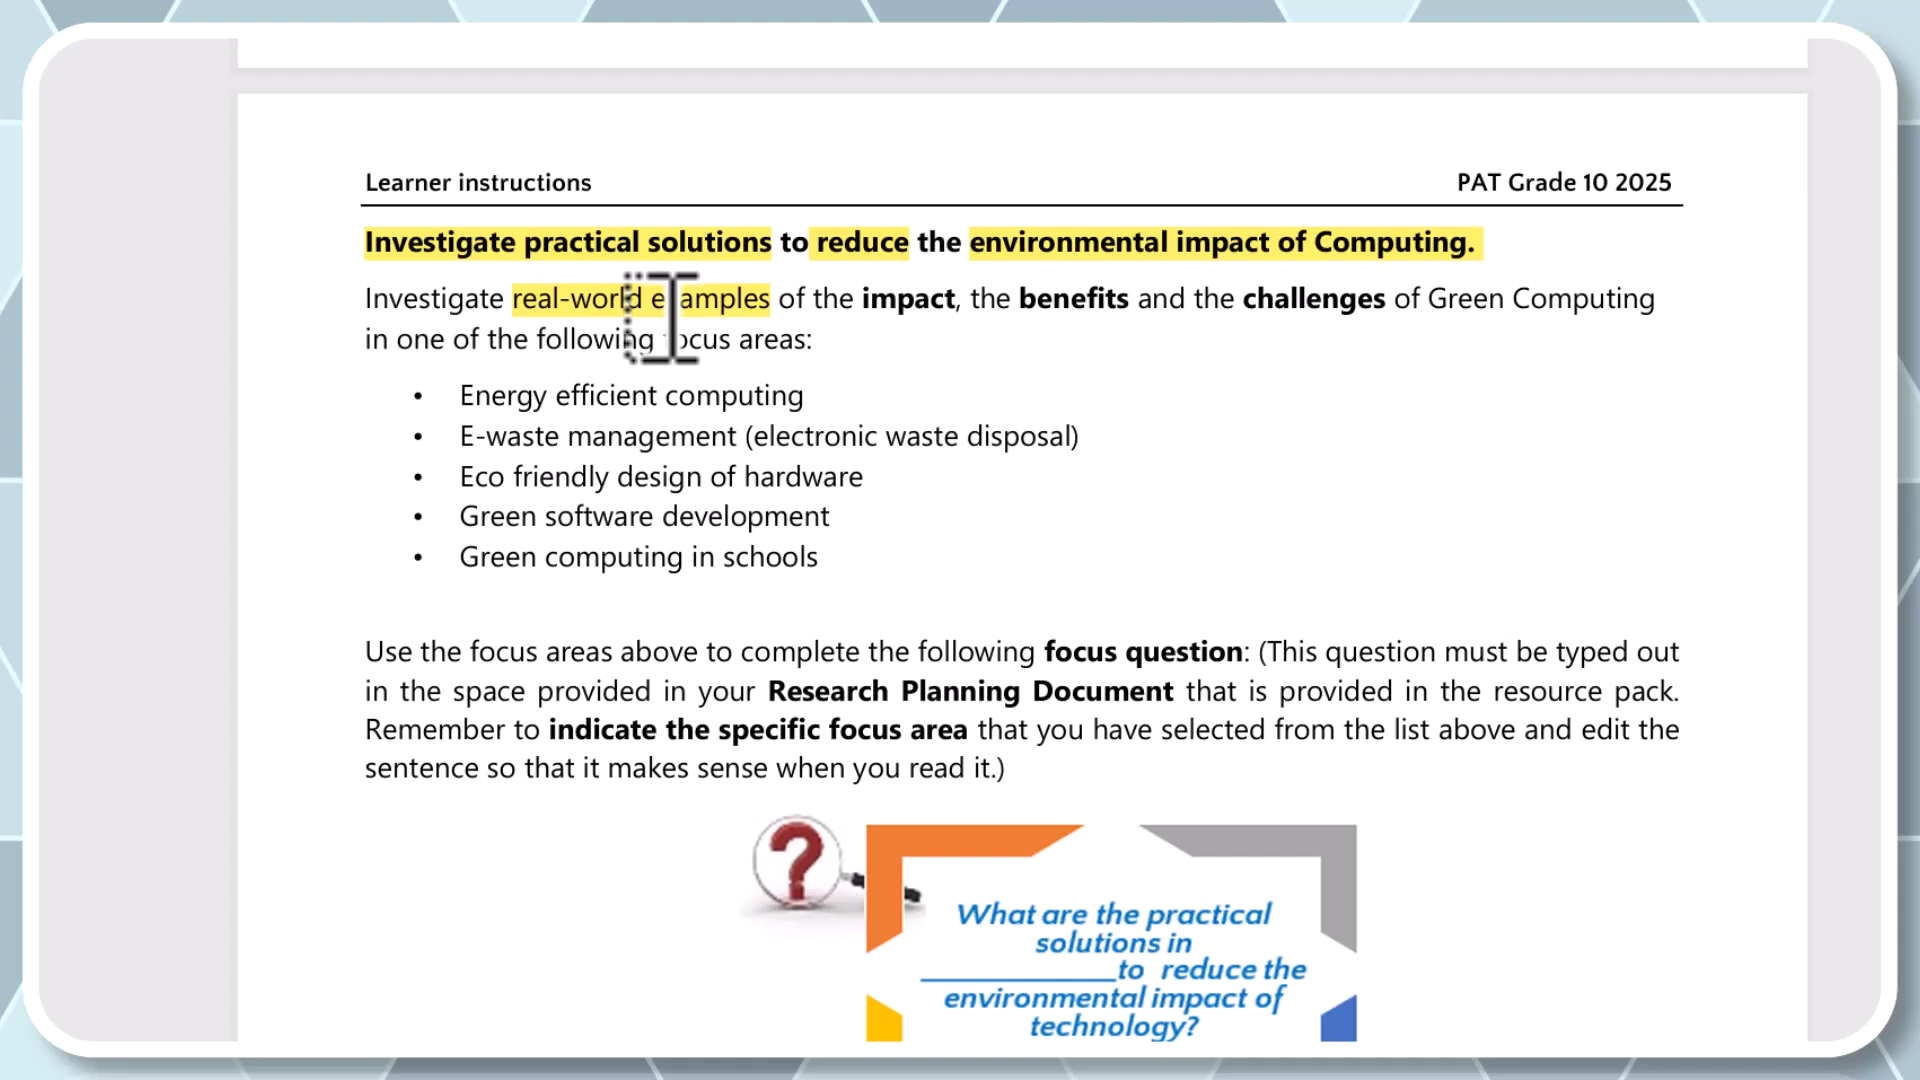 Learner instructions PAT Grade 10 2025
Investigate practical solutions to reduce the environmental impact of Computing.
Investigate real-world examples of the impact, the benefits and the challenges of Green Computing
in one of the following focus areas:
• Energy efficient computing
• E-waste management (electronic waste disposal)
• Eco friendly design of hardware
• Green software development
• Green computing in schools
Use the focus areas above to complete the following focus question: (This question must be typed out
in the space provided in your Research Planning Document that is provided in the resource pack.
Remember to indicate the specific focus area that you have selected from the list above and edit the
sentence so that it makes sense when you read it.)
?
What are the practical
solutions in
______________to reduce the
environmental impact of
technology?